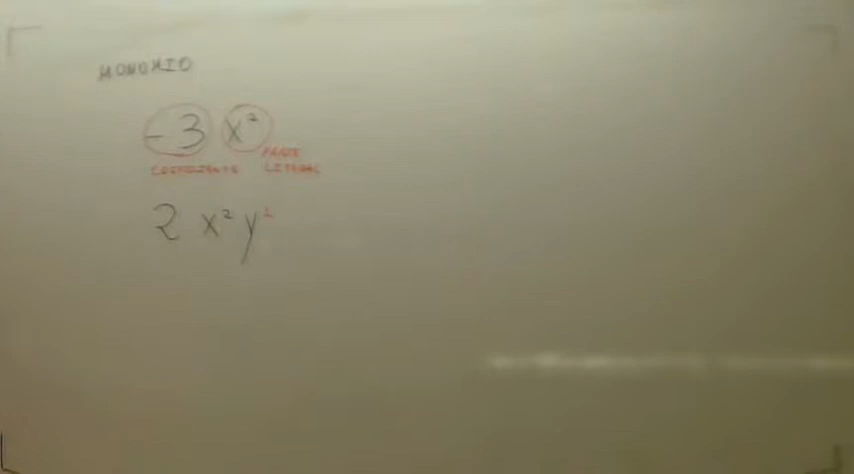 MONOMIO
-3 x²
COEFICIENTE PARTE LITERAL
2 x² y²